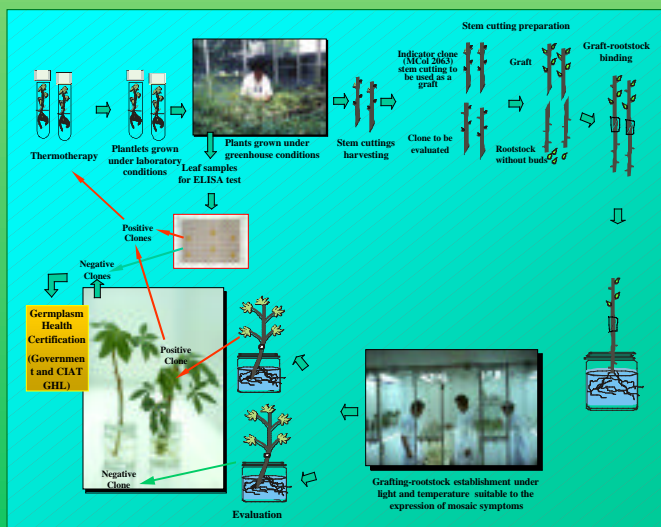 Stem cutting preparation
Indicator clone
(MCol 2063)
stem cutting to
be used as a
graft
Graft
Graft-rootstock
binding
Thermotherapy
Plantlets grown
under laboratory
conditions
Plants grown under
greenhouse conditions
Leaf samples
for ELISA test
Stem cuttings
harvesting
Clone to be
evaluated
Rootstock
without buds
Positive
Clones
Negative
Clones
Germplasm
Health
Certification
(Governmen
t and CIAT
GHL)
Positive
Clone
Negative
Clone
Evaluation
Grafting-rootstock establishment under
light and temperature suitable to the
expression of mosaic symptoms